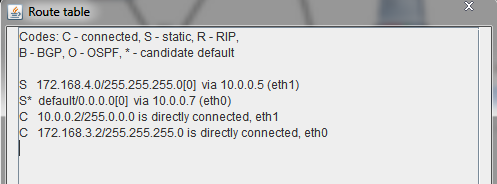 Route table
Codes: C - connected, S - static, R - RIP,
B - BGP, O - OSPF, * - candidate default
S 172.168.4.0/255.255.255.0[0] via 10.0.0.5 (eth1)
S* default/0.0.0.0[0] via 10.0.0.7 (eth0)
C 10.0.0.2/255.0.0.0 is directly connected, eth1
C 172.168.3.2/255.255.255.0 is directly connected, eth0